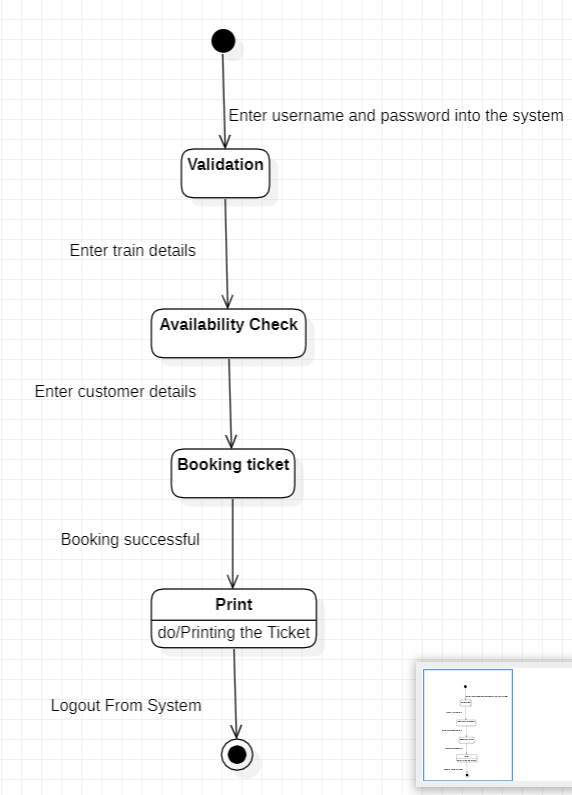 Enter username and password into the system
Validation
Enter train details
Availability Check
Enter customer details
Booking ticket
Booking successful
Print
do/Printing the Ticket
Logout From System